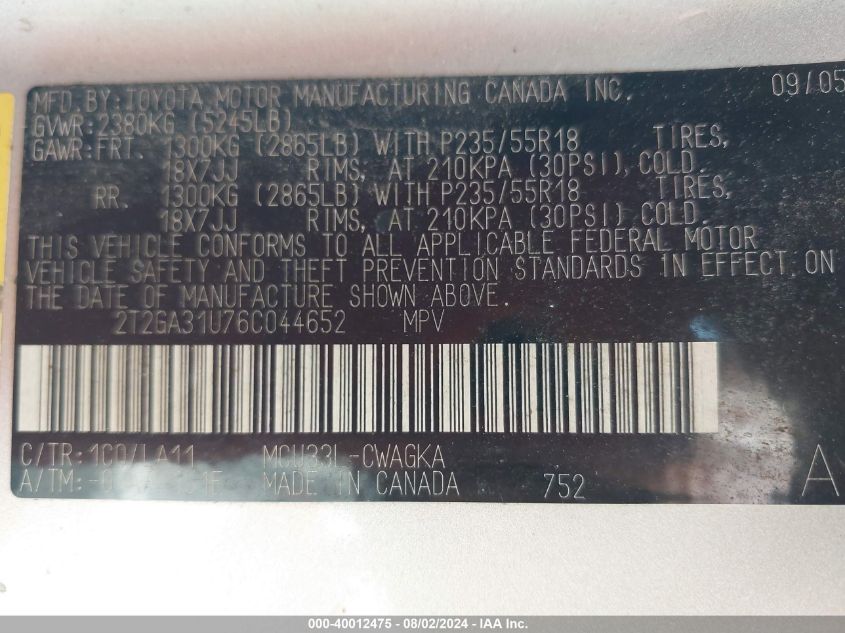 MFD.BY:TOYOTA MOTOR MANUFACTURING CANADA INC. 09/05
GVWR:2380KG (5245LB)
GAWR:FRT. 1300KG (2865LB) WITH P235/55R18 TIRES,
18X7JJ RIMS, AT 210KPA (30PSI) COLD.
RR. 1300KG (2865LB) WITH P235/55R18 TIRES,
18X7JJ RIMS, AT 210KPA (30PSI) COLD.
THIS VEHICLE CONFORMS TO ALL APPLICABLE FEDERAL MOTOR
VEHICLE SAFETY AND THEFT PREVENTION STANDARDS IN EFFECT ON
THE DATE OF MANUFACTURE SHOWN ABOVE.
2T2GA31U76C044652 MPV
C/TR:1C0/LA11 MCU33L-CWAGKA
A/TM: MADE IN CANADA 752 A
000-40012475 - 08/02/2024 - IAA Inc.